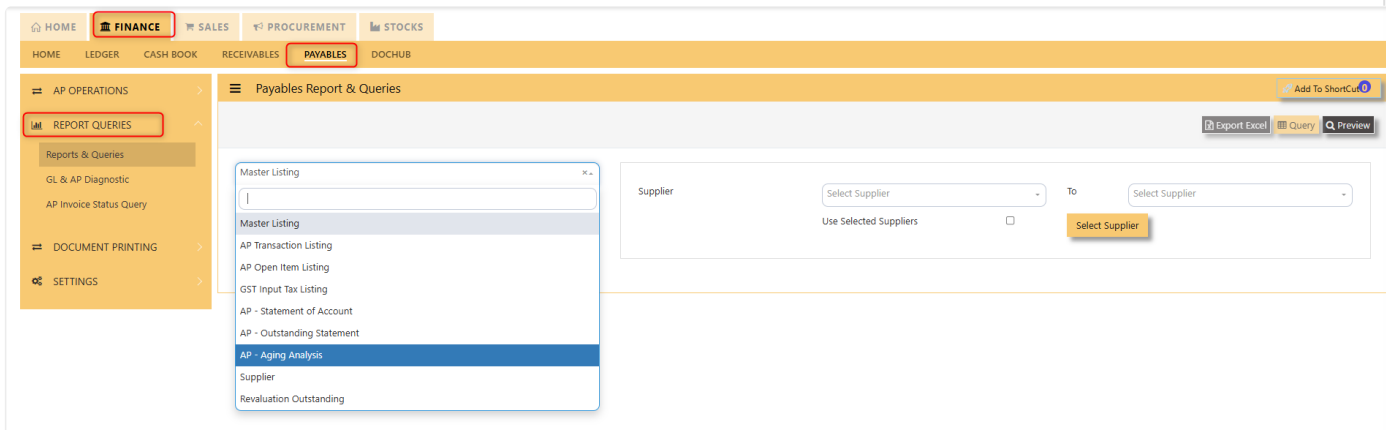 HOME FINANCE SALES PROCUREMENT STOCKS
HOME LEDGER CASH BOOK RECEIVABLES PAYABLES DOCHUB
AP OPERATIONS
REPORT QUERIES
Reports & Queries
GL & AP Diagnostic
AP Invoice Status Query
DOCUMENT PRINTING
SETTINGS
Payables Report & Queries
Add To ShortCut 0
Export Excel Query Preview
Master Listing
Master Listing
AP Transaction Listing
AP Open Item Listing
GST Input Tax Listing
AP - Statement of Account
AP - Outstanding Statement
AP - Aging Analysis
Supplier
Revaluation Outstanding
Supplier Select Supplier To Select Supplier
Use Selected Suppliers Select Supplier